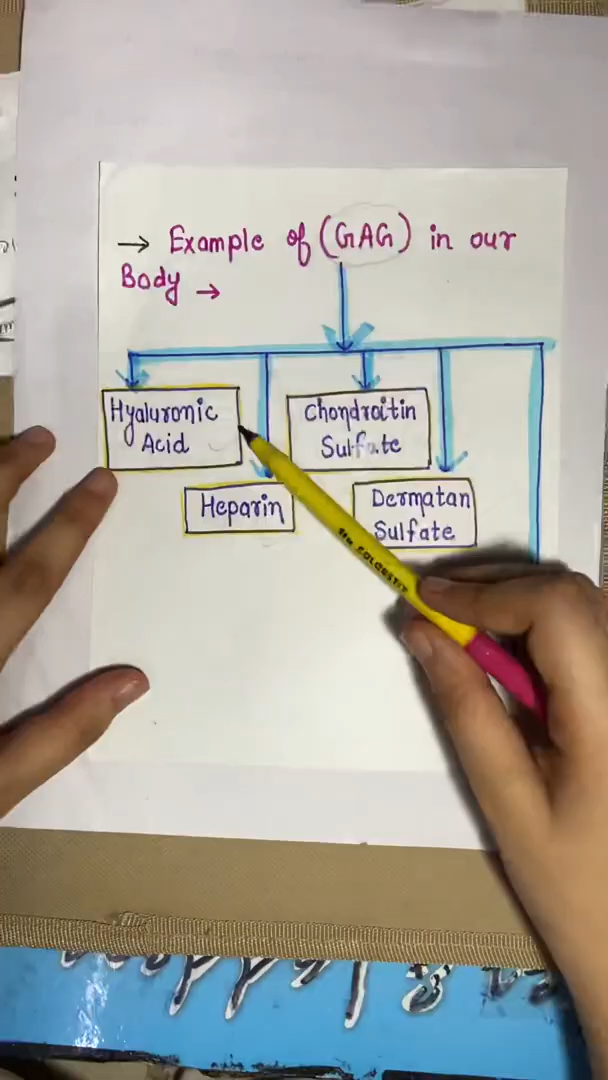 → Example of (GAG) in our
Body →
Hyaluronic
Acid
Chondroitin
Sulfate
Heparin
Dermatan
Sulfate